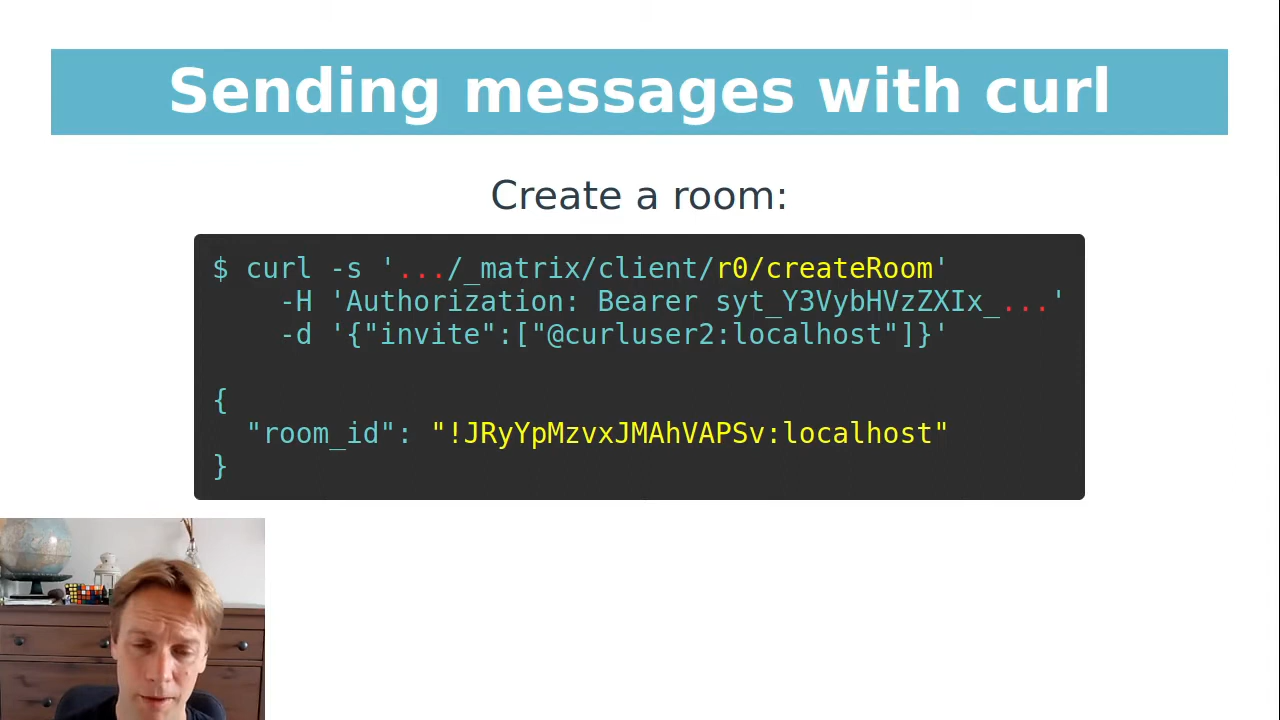 Sending messages with curl
Create a room:
$ curl -s '.../_matrix/client/r0/createRoom'
-H 'Authorization: Bearer syt_Y3VybHVzZXIx_...'
-d '{"invite":["@curluser2:localhost"]}'
{
"room_id": "!JRyYpMzvxJMAhVAPSv:localhost"
}